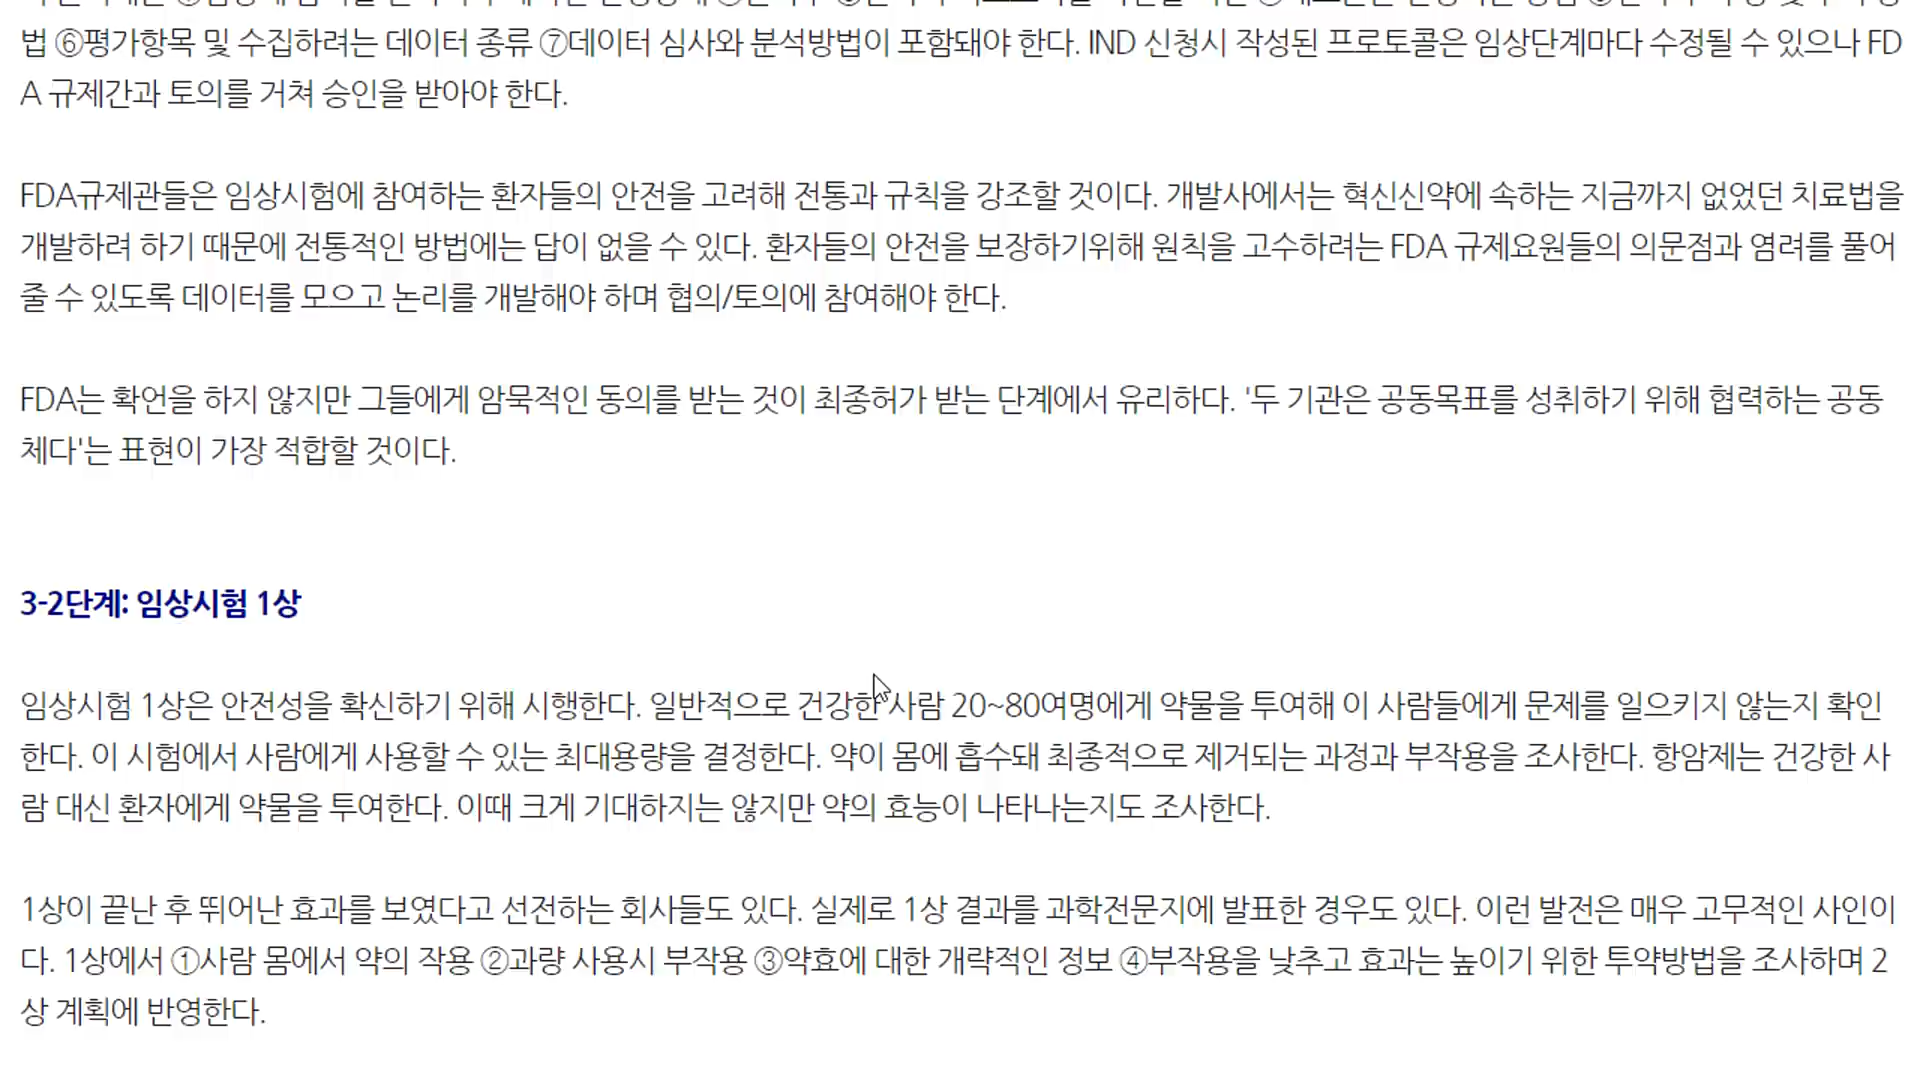 법 ⑥평가항목 및 수집하려는 데이터 종류 ⑦데이터 심사와 분석방법이 포함돼야 한다. IND 신청시 작성된 프로토콜은 임상단계마다 수정될 수 있으나 FD
A 규제간과 토의를 거쳐 승인을 받아야 한다.
FDA규제관들은 임상시험에 참여하는 환자들의 안전을 고려해 전통과 규칙을 강조할 것이다. 개발사에서는 혁신신약에 속하는 지금까지 없었던 치료법을
개발하려 하기 때문에 전통적인 방법에는 답이 없을 수 있다. 환자들의 안전을 보장하기위해 원칙을 고수하려는 FDA 규제요원들의 의문점과 염려를 풀어
줄 수 있도록 데이터를 모으고 논리를 개발해야 하며 협의/토의에 참여해야 한다.
FDA는 확언을 하지 않지만 그들에게 암묵적인 동의를 받는 것이 최종허가 받는 단계에서 유리하다. '두 기관은 공동목표를 성취하기 위해 협력하는 공동
체다'는 표현이 가장 적합할 것이다.
3-2단계: 임상시험 1상
임상시험 1상은 안전성을 확신하기 위해 시행한다. 일반적으로 건강한 사람 20~80여명에게 약물을 투여해 이 사람들에게 문제를 일으키지 않는지 확인
한다. 이 시험에서 사람에게 사용할 수 있는 최대용량을 결정한다. 약이 몸에 흡수돼 최종적으로 제거되는 과정과 부작용을 조사한다. 항암제는 건강한 사
람 대신 환자에게 약물을 투여한다. 이때 크게 기대하지는 않지만 약의 효능이 나타나는지도 조사한다.
1상이 끝난 후 뛰어난 효과를 보였다고 선전하는 회사들도 있다. 실제로 1상 결과를 과학전문지에 발표한 경우도 있다. 이런 발전은 매우 고무적인 사인이
다. 1상에서 ①사람 몸에서 약의 작용 ②과량 사용시 부작용 ③약효에 대한 개략적인 정보 ④부작용을 낮추고 효과는 높이기 위한 투약방법을 조사하며 2
상 계획에 반영한다.